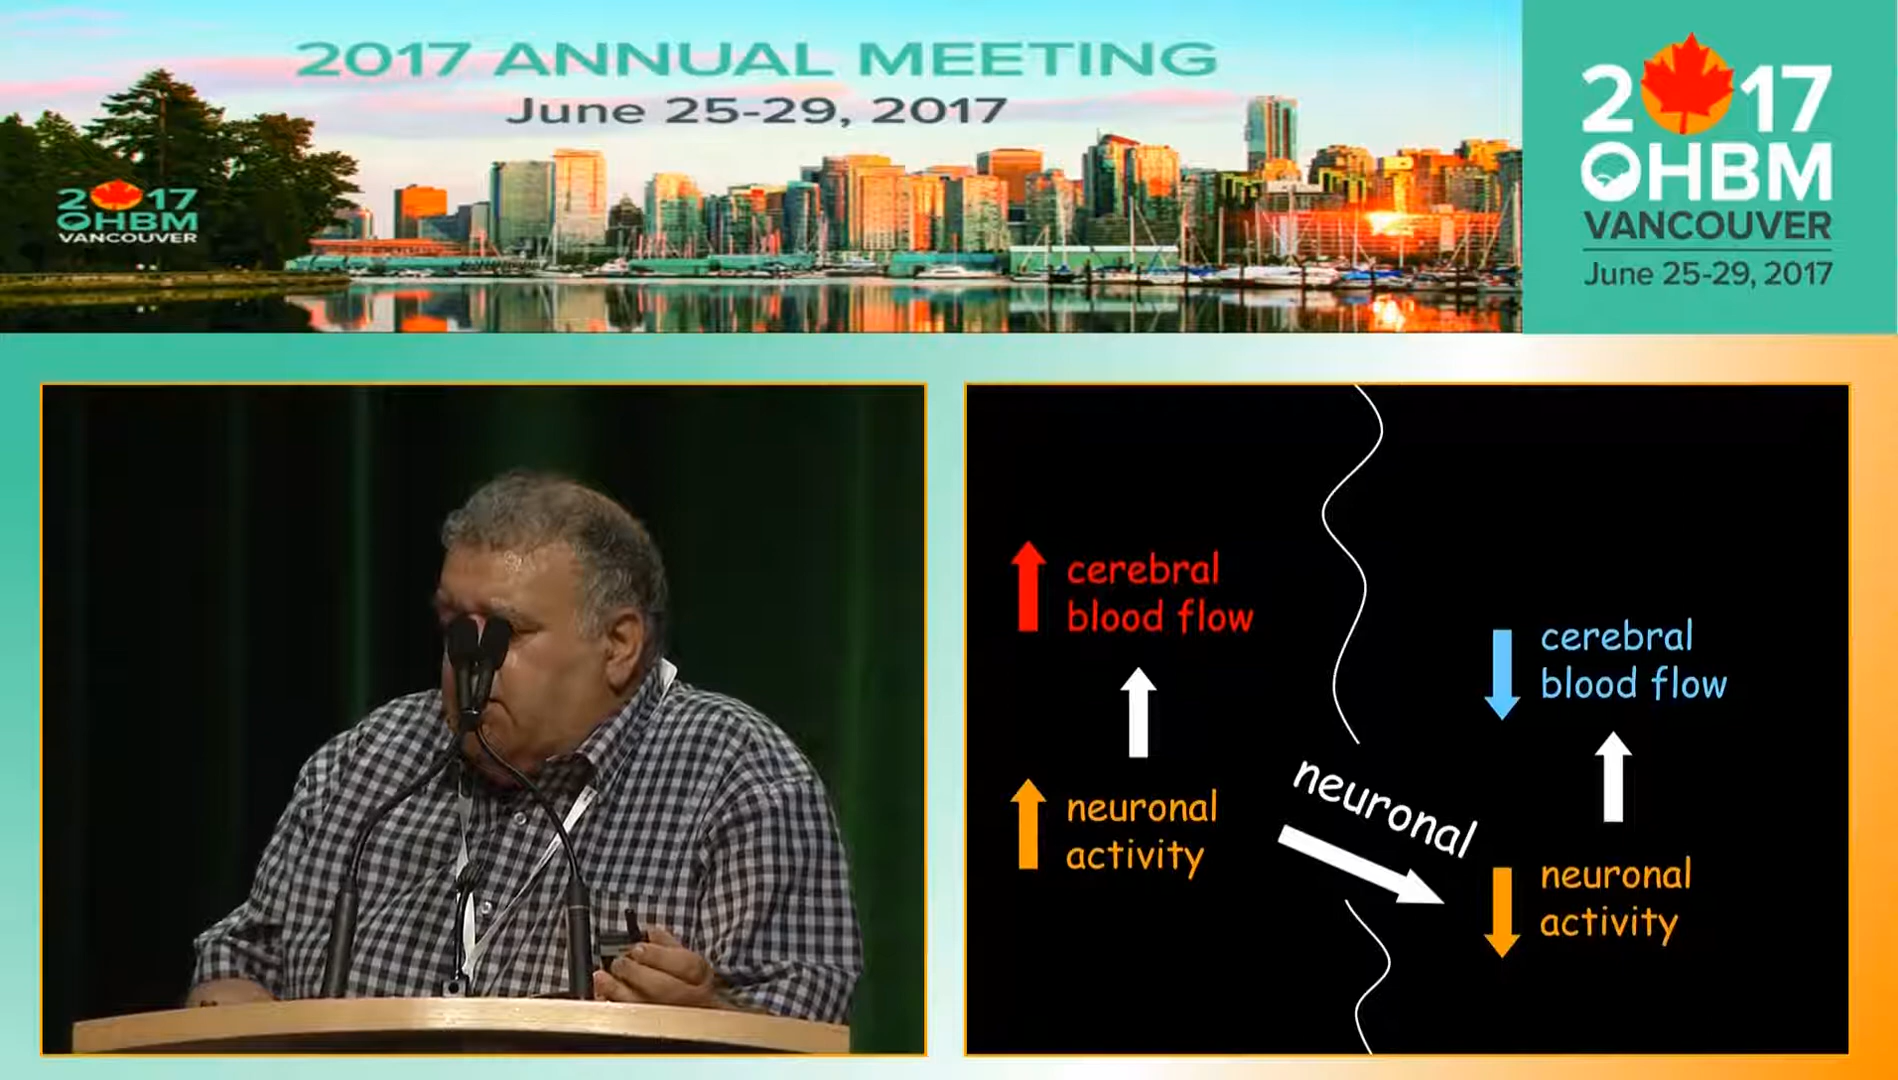 2017 ANNUAL MEETING
June 25-29, 2017
2017
OHBM
VANCOUVER
2017
OHBM
VANCOUVER
June 25-29, 2017
cerebral
blood flow
neuronal
activity
neuronal
cerebral
blood flow
neuronal
activity